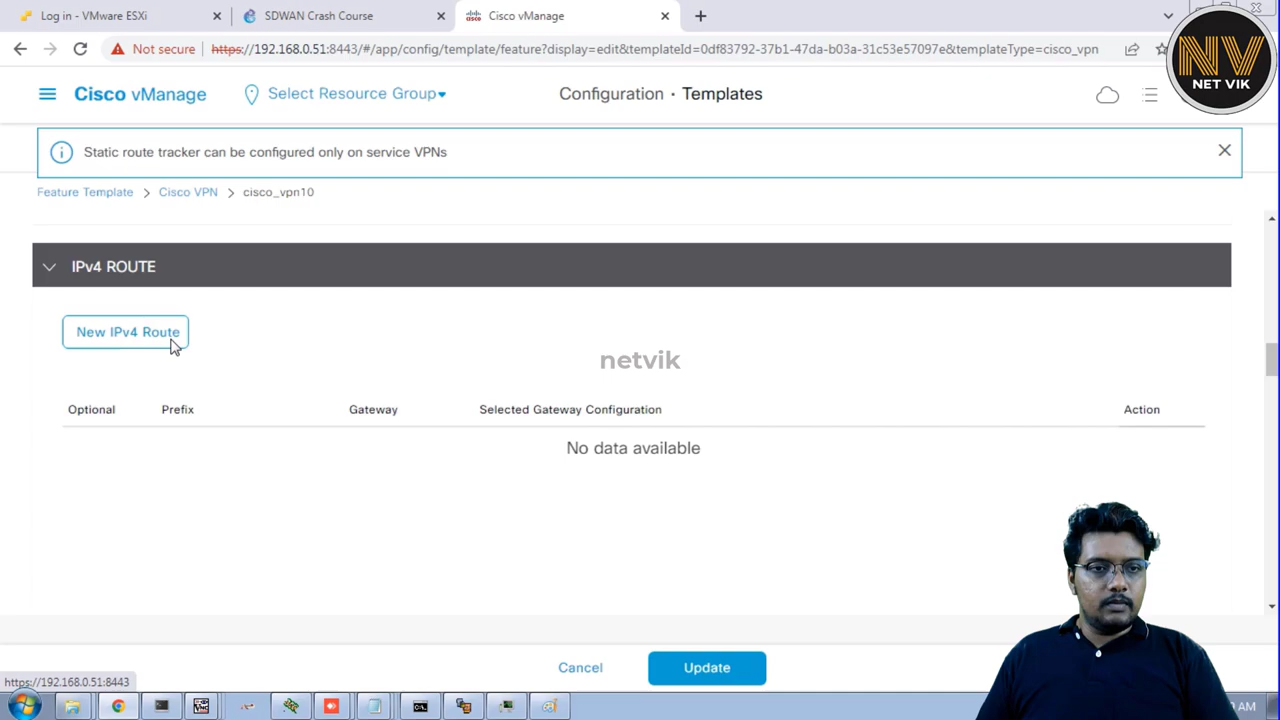 Log in - VMware ESXi
SDWAN Crash Course
Cisco vManage
Not secure
https://192.168.0.51:8443/#/app/config/template/feature?display=edit&templateId=0df83792-37b1-47da-b03a-31c53e57097e&templateType=cisco_vpn
NV
NET VIK
Cisco vManage
Select Resource Group
Configuration · Templates
Static route tracker can be configured only on service VPNs
Feature Template > Cisco VPN > cisco_vpn10
IPv4 ROUTE
New IPv4 Route
netvik
Optional Prefix Gateway Selected Gateway Configuration Action
No data available
Cancel
Update
https://192.168.0.51:8443
AM